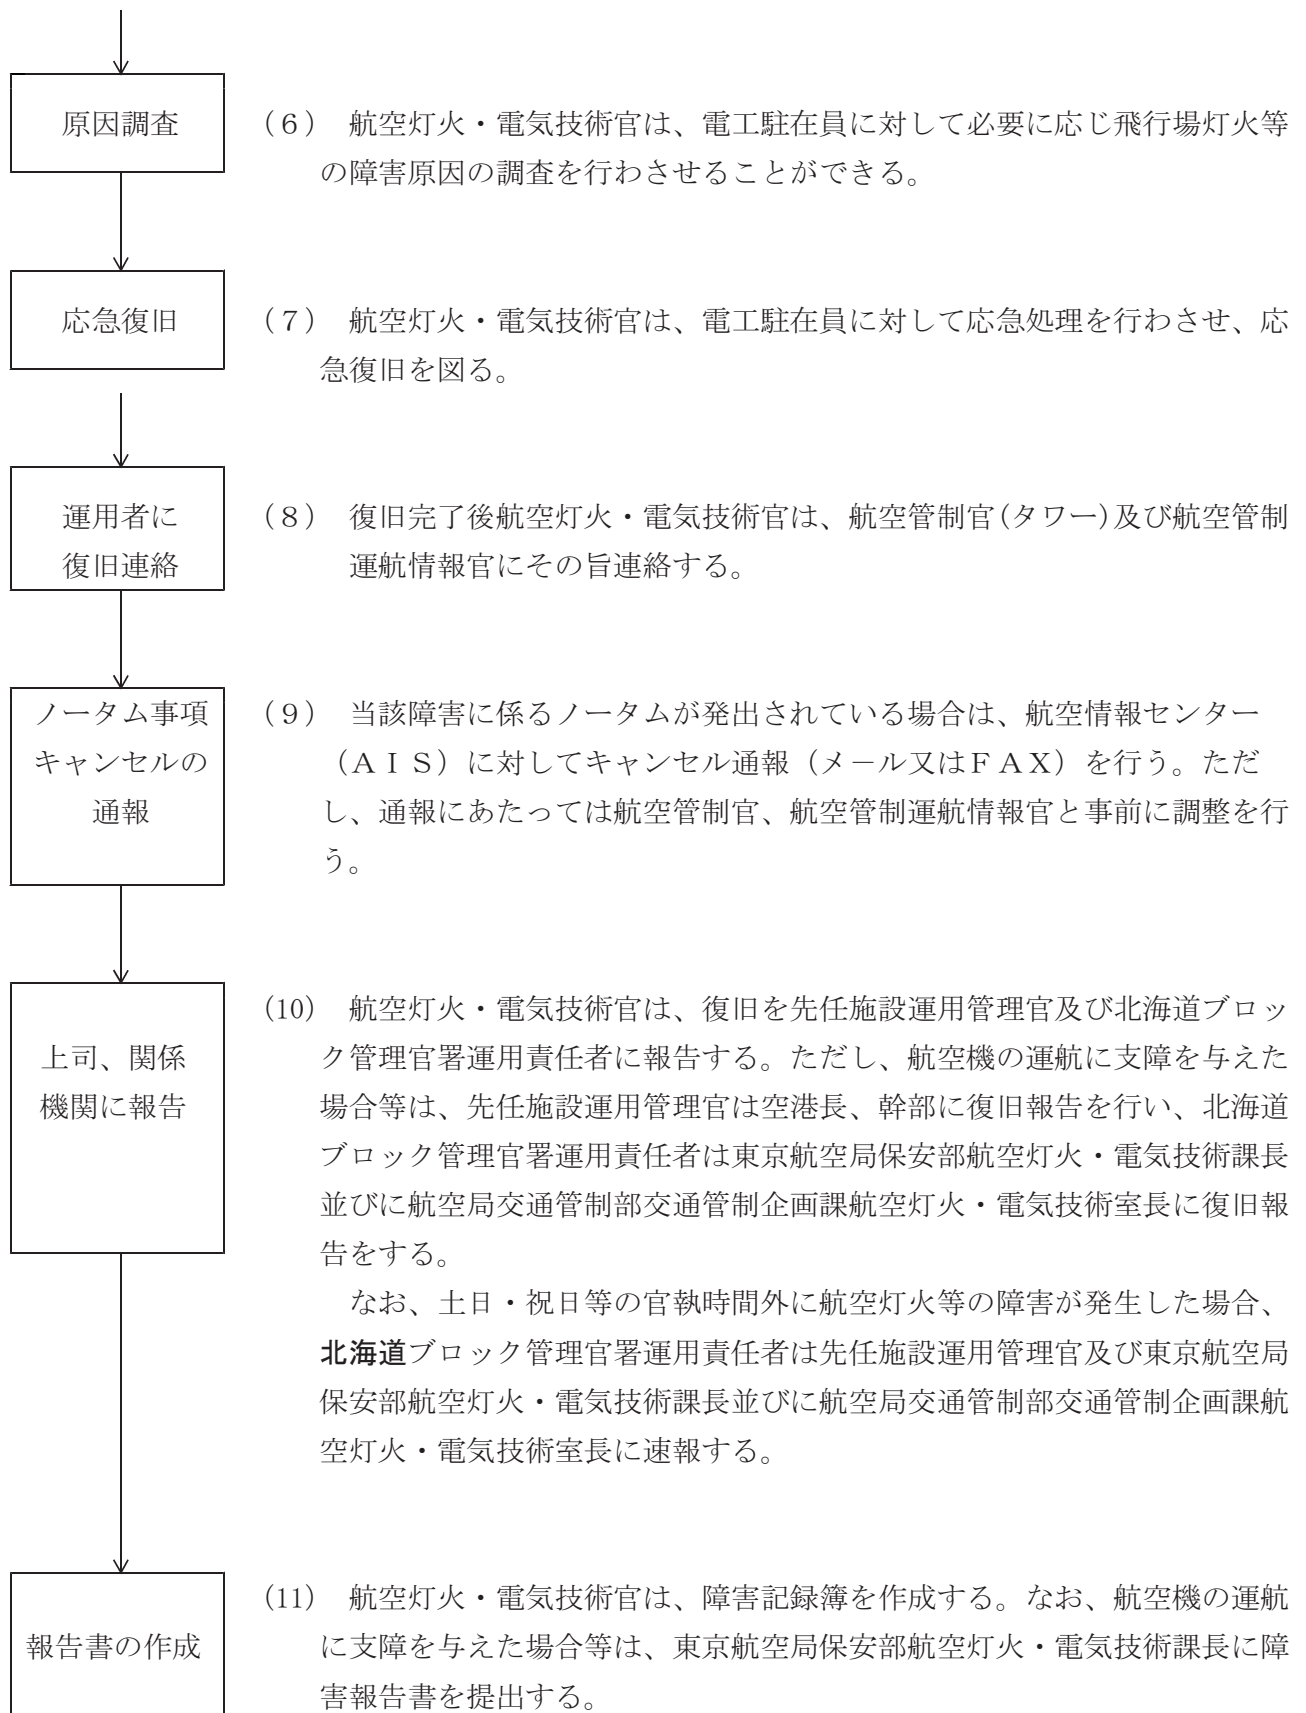 原因調査
(６)　航空灯火・電気技術官は、電工駐在員に対して必要に応じ飛行場灯火等
の障害原因の調査を行わさせることができる。
応急復旧
(７)　航空灯火・電気技術官は、電工駐在員に対して応急処理を行わさせ、応
急復旧を図る。
運用者に
復旧連絡
(８)　復旧完了後航空灯火・電気技術官は、航空管制官(タワー)及び航空管制
運航情報官にその旨連絡する。
ノータム事項
キャンセルの
通報
(９)　当該障害に係るノータムが発出されている場合は、航空情報センター
（ＡＩＳ）に対してキャンセル通報（メ－ル又はＦＡＸ）を行う。ただ
し、通報にあたっては航空管制官、航空管制運航情報官と事前に調整を行
う。
上司、関係
機関に報告
(10)　航空灯火・電気技術官は、復旧を先任施設運用管理官及び北海道ブロッ
ク管理官署運用責任者に報告する。ただし、航空機の運航に支障を与えた
場合等は、先任施設運用管理官は空港長、幹部に復旧報告を行い、北海道
ブロック管理官署運用責任者は東京航空局保安部航空灯火・電気技術課長
並びに航空局交通管制部交通管制企画課航空灯火・電気技術室長に復旧報
告をする。
なお、土日・祝日等の官執時間外に航空灯火等の障害が発生した場合、
北海道ブロック管理官署運用責任者は先任施設運用管理官及び東京航空局
保安部航空灯火・電気技術課長並びに航空局交通管制部交通管制企画課航
空灯火・電気技術室長に速報する。
報告書の作成
(11)　航空灯火・電気技術官は、障害記録簿を作成する。なお、航空機の運航
に支障を与えた場合等は、東京航空局保安部航空灯火・電気技術課長に障
害報告書を提出する。